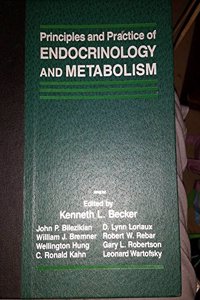 Principles and Practice of
ENDOCRINOLOGY
AND METABOLISM
Edited by
Kenneth L. Becker
John P. Bilezikian
D. Lynn Loriaux
William J. Bremner
Robert W. Rebar
Wellington Hung
Gary L. Robertson
C. Ronald Kahn
Leonard Wartofsky